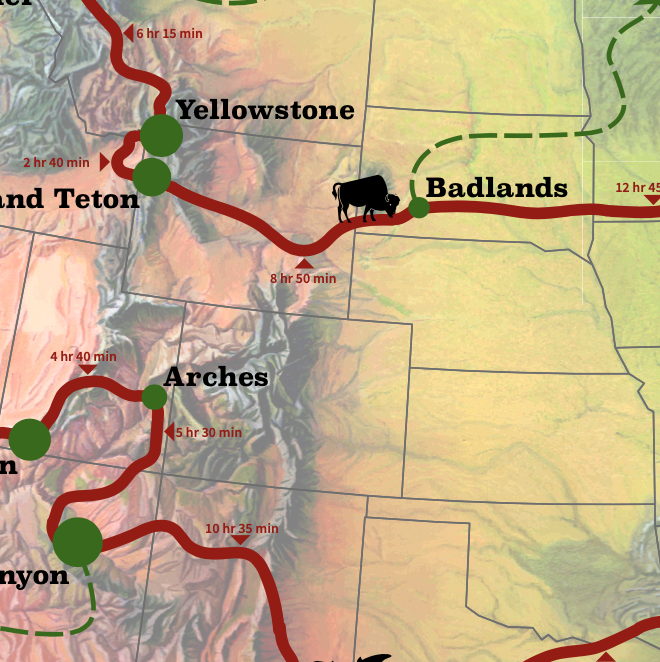 6 hr 15 min
Yellowstone
2 hr 40 min
and Teton
Badlands
12 hr 45
8 hr 50 min
4 hr 40 min
Arches
5 hr 30 min
n
10 hr 35 min
nyon